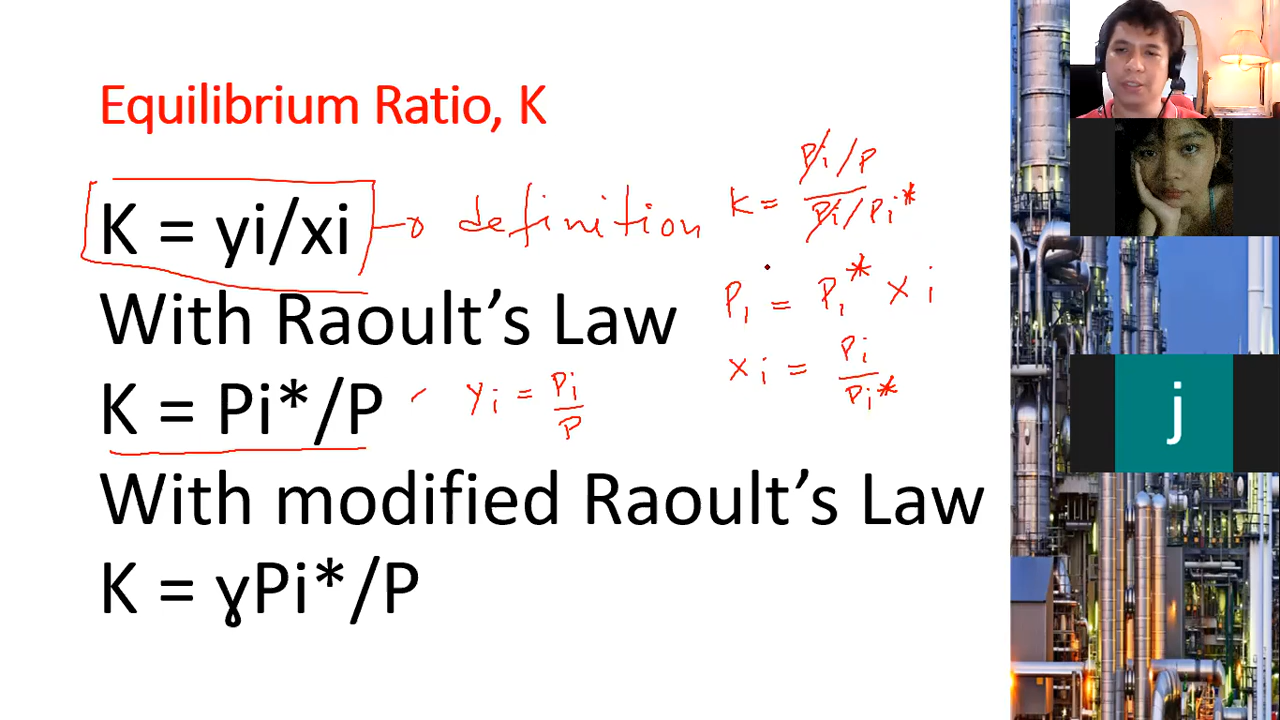 Equilibrium Ratio, K
K = yi/xi
definition
K = Pi/P
Pi/Pi*
With Raoult’s Law
Pi = Pi* xi
xi = Pi
Pi*
K = Pi*/P
yi = Pi
P
With modified Raoult’s Law
K = ɣPi*/P
j